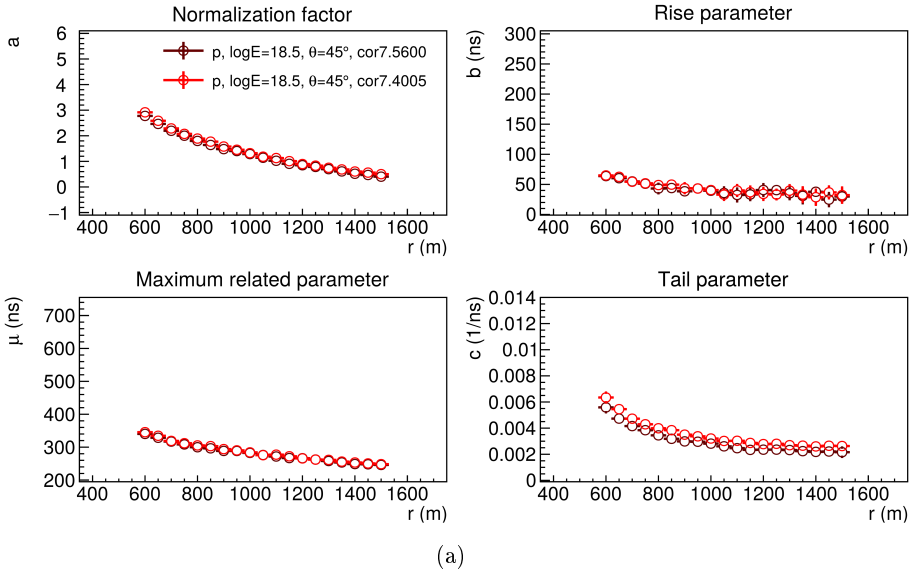 Normalization factor
a
6
5
4
3
2
1
0
−1
p, logE=18.5, θ=45°, cor7.5600
p, logE=18.5, θ=45°, cor7.4005
400 600 800 1000 1200 1400 1600
r (m)
Rise parameter
b (ns)
300
250
200
150
100
50
0
400 600 800 1000 1200 1400 1600
r (m)
Maximum related parameter
μ (ns)
700
600
500
400
300
200
400 600 800 1000 1200 1400 1600
r (m)
Tail parameter
c (1/ns)
0.014
0.012
0.01
0.008
0.006
0.004
0.002
0
400 600 800 1000 1200 1400 1600
r (m)
(a)